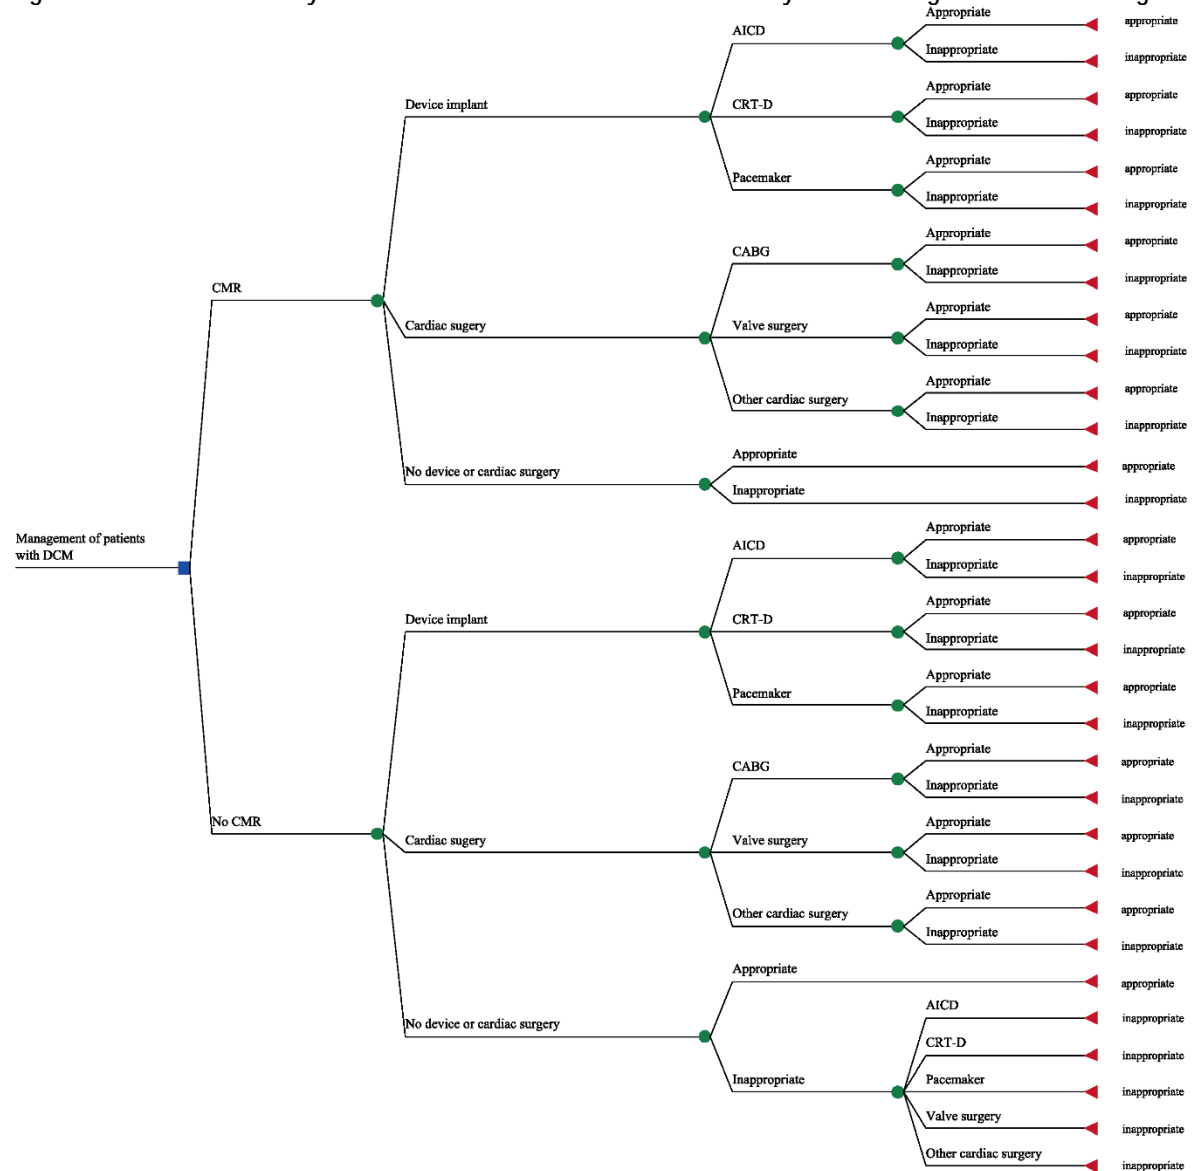 Appropriate
appropriate
AICD
Inappropriate
inappropriate
Appropriate
appropriate
Device implant
CRT-D
Inappropriate
inappropriate
Appropriate
appropriate
Pacemaker
Inappropriate
inappropriate
Appropriate
appropriate
CABG
Inappropriate
inappropriate
CMR
Appropriate
appropriate
Cardiac sugery
Valve surgery
Inappropriate
inappropriate
Appropriate
appropriate
Other cardiac surgery
Inappropriate
inappropriate
Appropriate
appropriate
No device or cardiac surgery
Inappropriate
inappropriate
Management of patients
with DCM
Appropriate
appropriate
AICD
Inappropriate
inappropriate
Appropriate
appropriate
Device implant
CRT-D
Inappropriate
inappropriate
Appropriate
appropriate
Pacemaker
Inappropriate
inappropriate
Appropriate
appropriate
CABG
Inappropriate
inappropriate
No CMR
Appropriate
appropriate
Cardiac sugery
Valve surgery
Inappropriate
inappropriate
Appropriate
appropriate
Other cardiac surgery
Inappropriate
inappropriate
Appropriate
appropriate
No device or cardiac surgery
AICD
inappropriate
CRT-D
inappropriate
Inappropriate
Pacemaker
inappropriate
Valve surgery
inappropriate
Other cardiac surgery
inappropriate